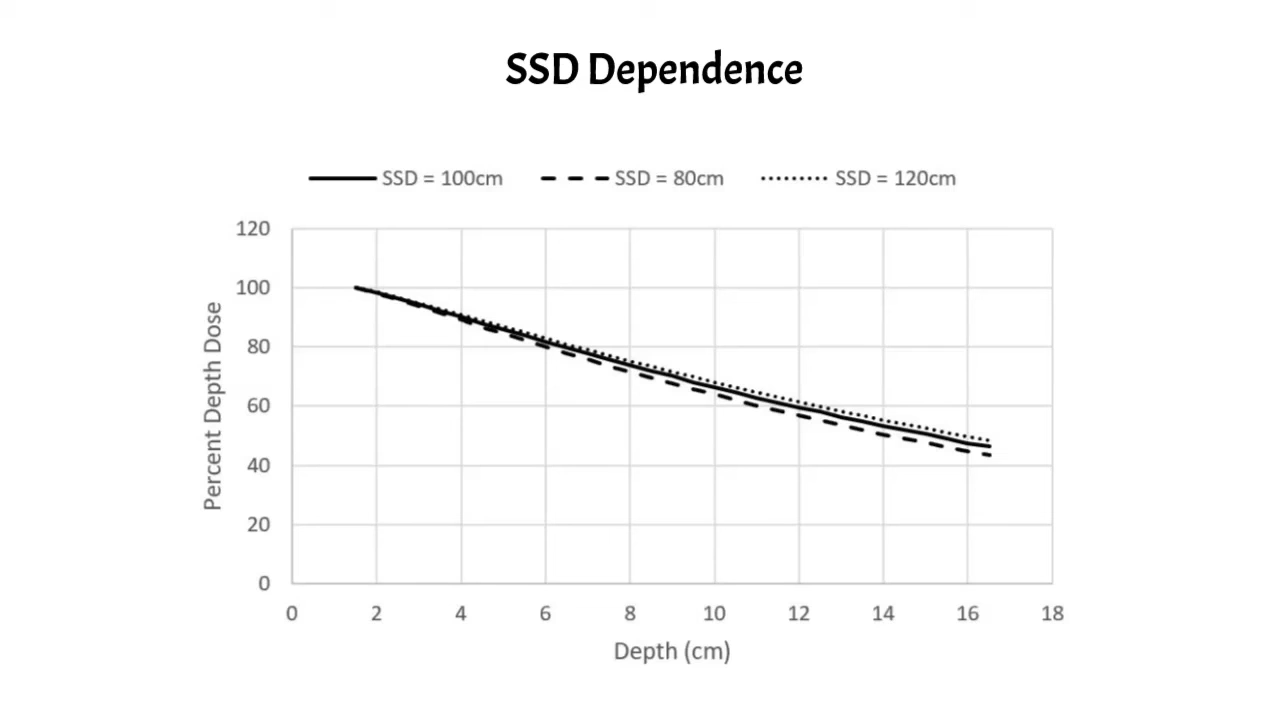 SSD Dependence
SSD = 100cm SSD = 80cm SSD = 120cm
120
100
80
60
40
20
0
Percent Depth Dose
0 2 4 6 8 10 12 14 16 18
Depth (cm)